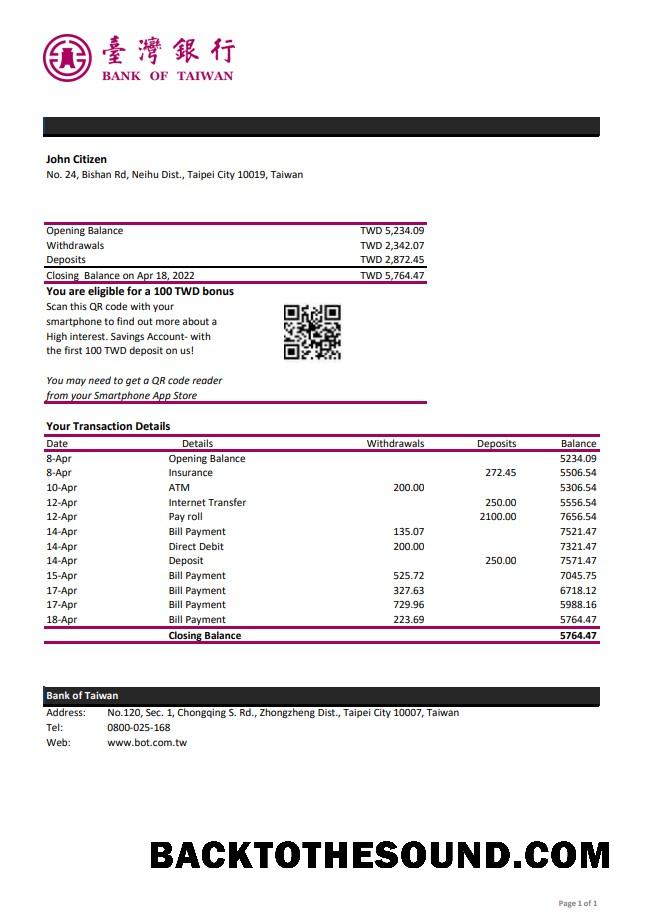 臺灣銀行
BANK OF TAIWAN
John Citizen
No. 24, Bishan Rd, Neihu Dist., Taipei City 10019, Taiwan
Opening Balance TWD 5,234.09
Withdrawals TWD 2,342.07
Deposits TWD 2,872.45
Closing Balance on Apr 18, 2022 TWD 5,764.47
You are eligible for a 100 TWD bonus
Scan this QR code with your
smartphone to find out more about a
High interest. Savings Account- with
the first 100 TWD deposit on us!
You may need to get a QR code reader
from your Smartphone App Store
Your Transaction Details
Date Details Withdrawals Deposits Balance
8-Apr Opening Balance 5234.09
8-Apr Insurance 272.45 5506.54
10-Apr ATM 200.00 5306.54
12-Apr Internet Transfer 250.00 5556.54
12-Apr Pay roll 2100.00 7656.54
14-Apr Bill Payment 135.07 7521.47
14-Apr Direct Debit 200.00 7321.47
14-Apr Deposit 250.00 7571.47
15-Apr Bill Payment 525.72 7045.75
17-Apr Bill Payment 327.63 6718.12
17-Apr Bill Payment 729.96 5988.16
18-Apr Bill Payment 223.69 5764.47
Closing Balance 5764.47
Bank of Taiwan
Address: No.120, Sec. 1, Chongqing S. Rd., Zhongzheng Dist., Taipei City 10007, Taiwan
Tel: 0800-025-168
Web: www.bot.com.tw
BACKTOTHESOUND.COM
Page 1 of 1